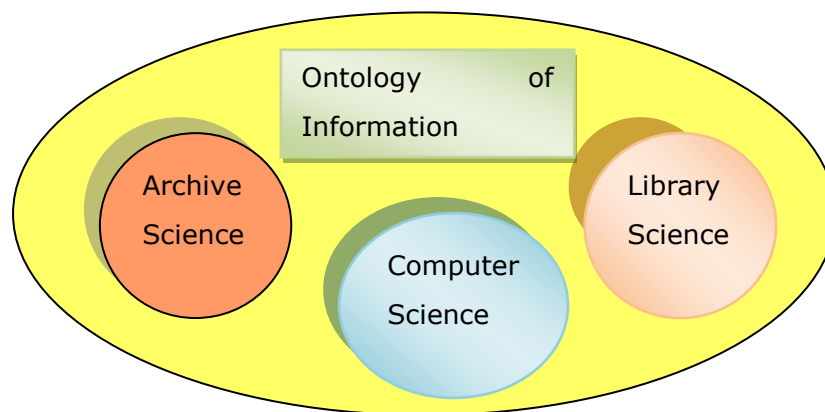 Ontology of
Information
Archive
Science
Computer
Science
Library
Science